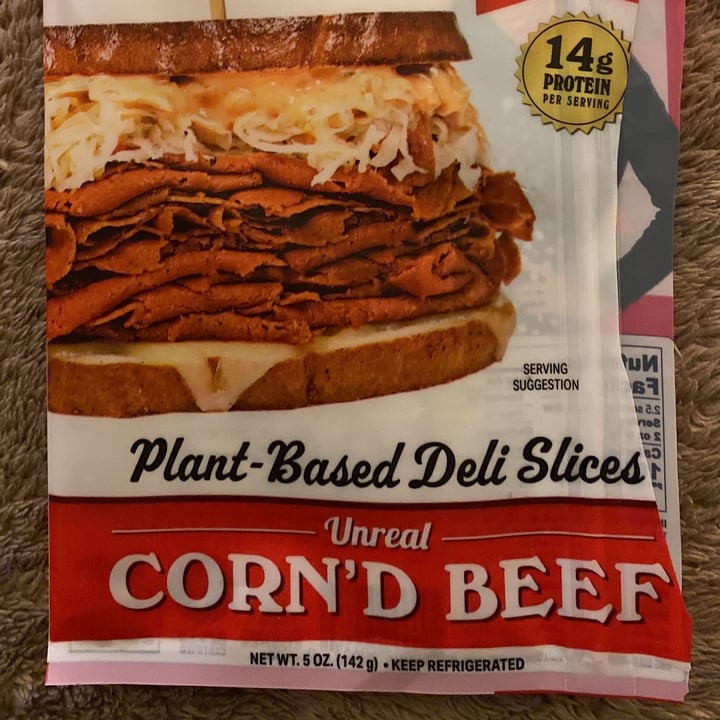 14g
PROTEIN
PER SERVING
SERVING
SUGGESTION
Plant-Based Deli Slices
Unreal
CORN'D BEEF
NET WT. 5 OZ. (142 g) • KEEP REFRIGERATED